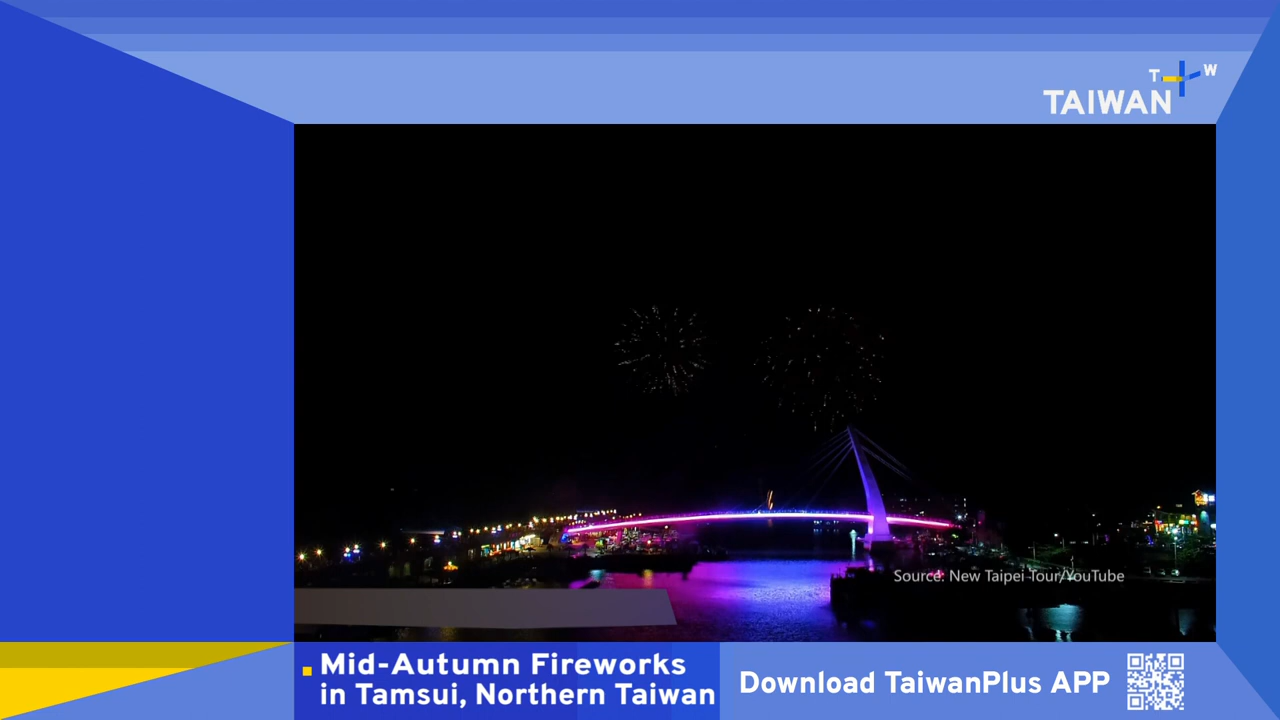 T W
TAIWAN
Source: New Taipei Tour/YouTube
Mid-Autumn Fireworks
in Tamsui, Northern Taiwan
Download TaiwanPlus APP